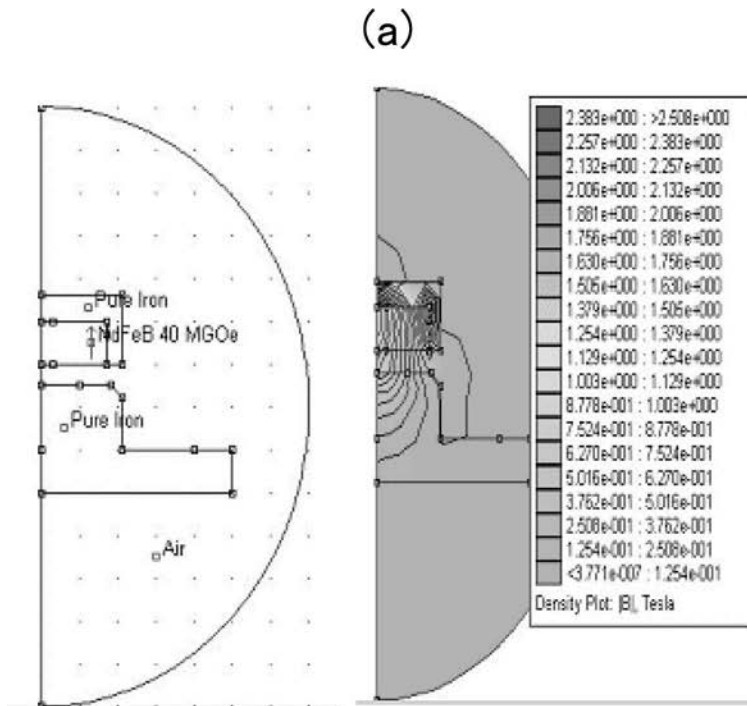 (a)
Pure Iron
NdFeB 40 MGOe
Pure Iron
Air
2.383e+000 : >2.508e+000
2.257e+000 : 2.383e+000
2.132e+000 : 2.257e+000
2.006e+000 : 2.132e+000
1.881e+000 : 2.006e+000
1.756e+000 : 1.881e+000
1.630e+000 : 1.756e+000
1.505e+000 : 1.630e+000
1.379e+000 : 1.505e+000
1.254e+000 : 1.379e+000
1.129e+000 : 1.254e+000
1.003e+000 : 1.129e+000
8.778e-001 : 1.003e+000
7.524e-001 : 8.778e-001
6.270e-001 : 7.524e-001
5.016e-001 : 6.270e-001
3.762e-001 : 5.016e-001
2.508e-001 : 3.762e-001
1.254e-001 : 2.508e-001
<3.771e-007 : 1.254e-001
Density Plot: |B|, Tesla